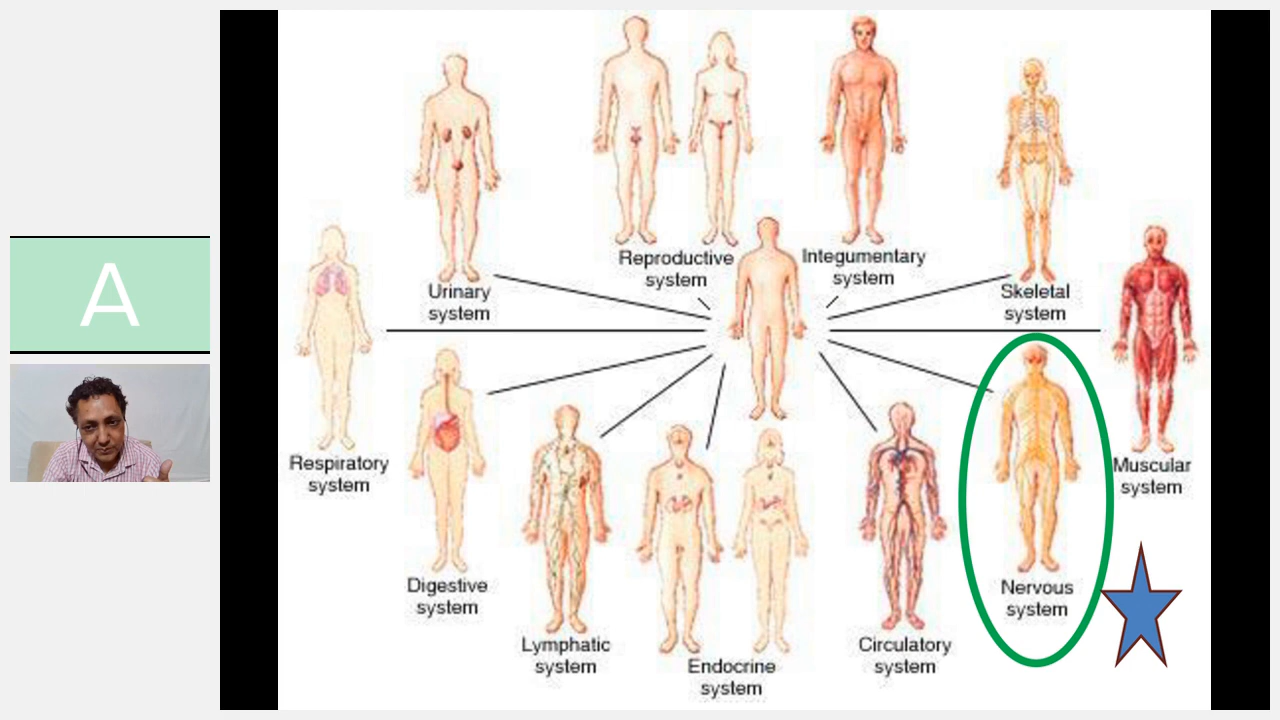 A
Reproductive
system
Integumentary
system
Urinary
system
Skeletal
system
Respiratory
system
Muscular
system
Digestive
system
Nervous
system
Lymphatic
system
Circulatory
system
Endocrine
system